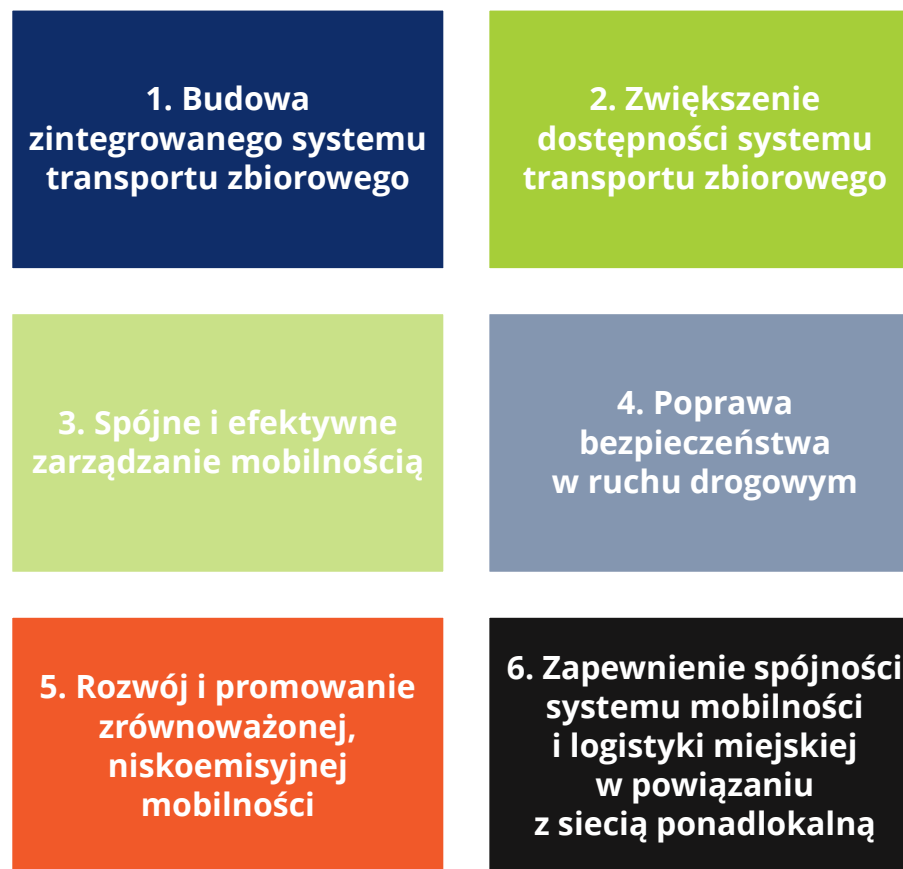 1. Budowa
zintegrowanego systemu
transportu zbiorowego
2. Zwiększenie
dostępności systemu
transportu zbiorowego
3. Spójne i efektywne
zarządzanie mobilnością
4. Poprawa
bezpieczeństwa
w ruchu drogowym
5. Rozwój i promowanie
zrównoważonej,
niskoemisyjnej
mobilności
6. Zapewnienie spójności
systemu mobilności
i logistyki miejskiej
w powiązaniu
z siecią ponadlokalną